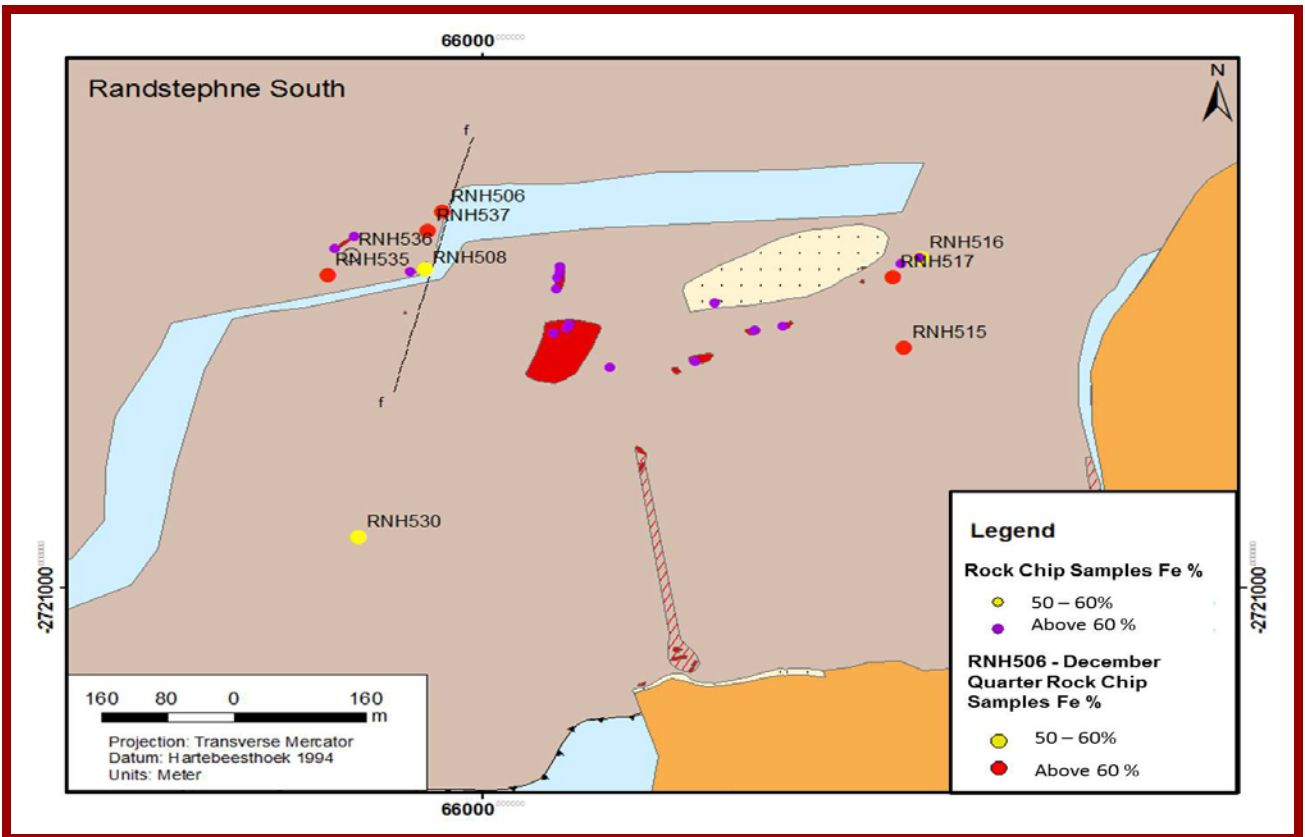 66000
Randstephne South
N
f
RNH506
RNH537
RNH536
RNH535
RNH508
RNH516
RNH517
RNH515
f
RNH530
-2721000
-2721000
Legend
Rock Chip Samples Fe %
50 – 60%
Above 60 %
RNH506 - December
Quarter Rock Chip
Samples Fe %
50 – 60%
Above 60 %
160 80 0 160
m
Projection: Transverse Mercator
Datum: Hartebeesthoek 1994
Units: Meter
66000